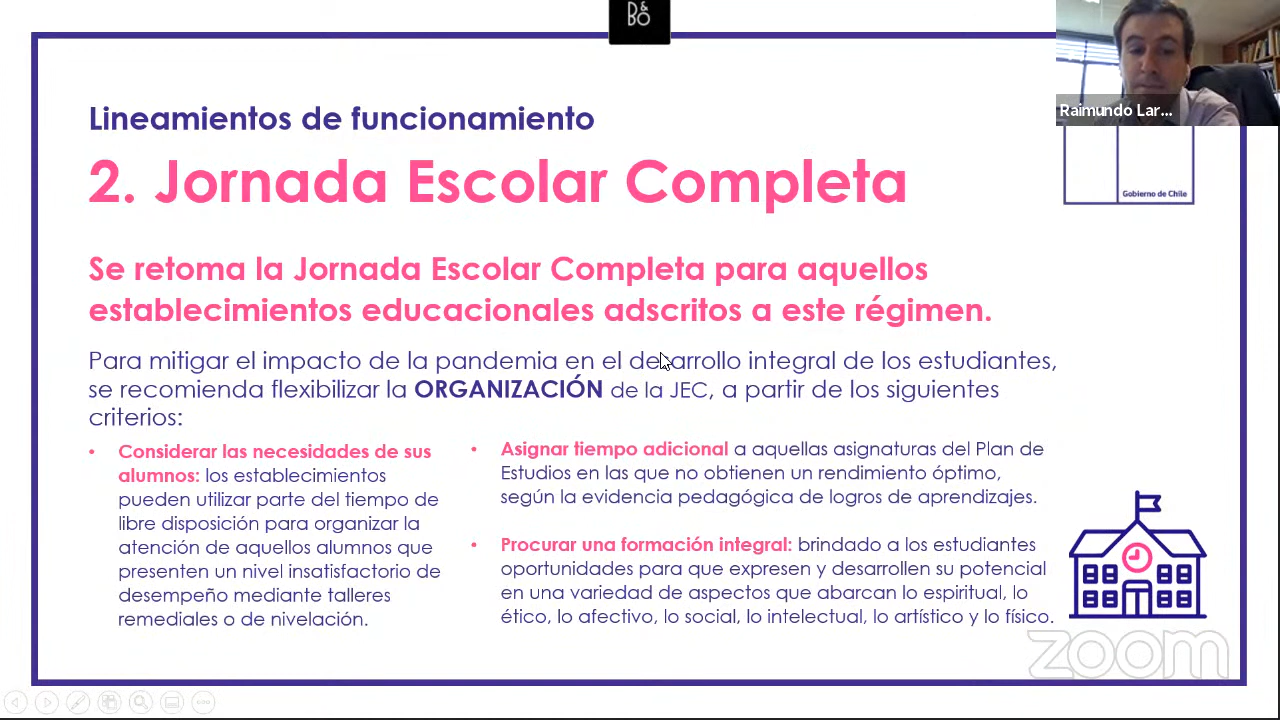 B&O
Raimundo Lar...
Gobierno de Chile
Lineamientos de funcionamiento
2. Jornada Escolar Completa
Se retoma la Jornada Escolar Completa para aquellos
establecimientos educacionales adscritos a este régimen.
Para mitigar el impacto de la pandemia en el desarrollo integral de los estudiantes,
se recomienda flexibilizar la ORGANIZACIÓN de la JEC, a partir de los siguientes
criterios:
• Considerar las necesidades de sus
alumnos: los establecimientos
pueden utilizar parte del tiempo de
libre disposición para organizar la
atención de aquellos alumnos que
presenten un nivel insatisfactorio de
desempeño mediante talleres
remediales o de nivelación.
• Asignar tiempo adicional a aquellas asignaturas del Plan de
Estudios en las que no obtienen un rendimiento óptimo,
según la evidencia pedagógica de logros de aprendizajes.
• Procurar una formación integral: brindado a los estudiantes
oportunidades para que expresen y desarrollen su potencial
en una variedad de aspectos que abarcan lo espiritual, lo
ético, lo afectivo, lo social, lo intelectual, lo artístico y lo físico.
zoom